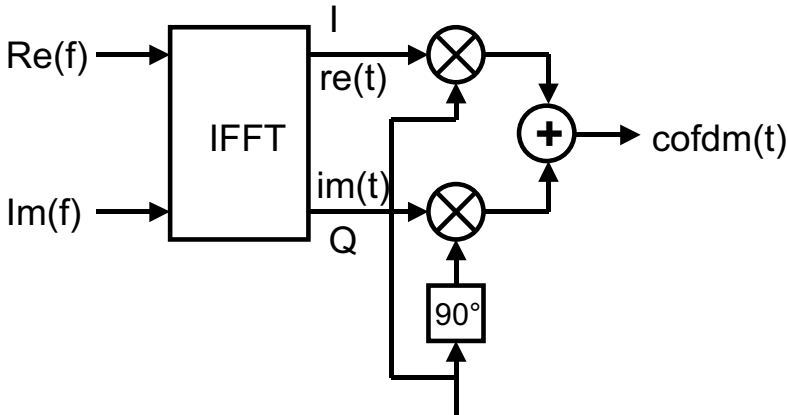 I
Re(f)
re(t)
IFFT
+
cofdm(t)
im(t)
Im(f)
Q
90°